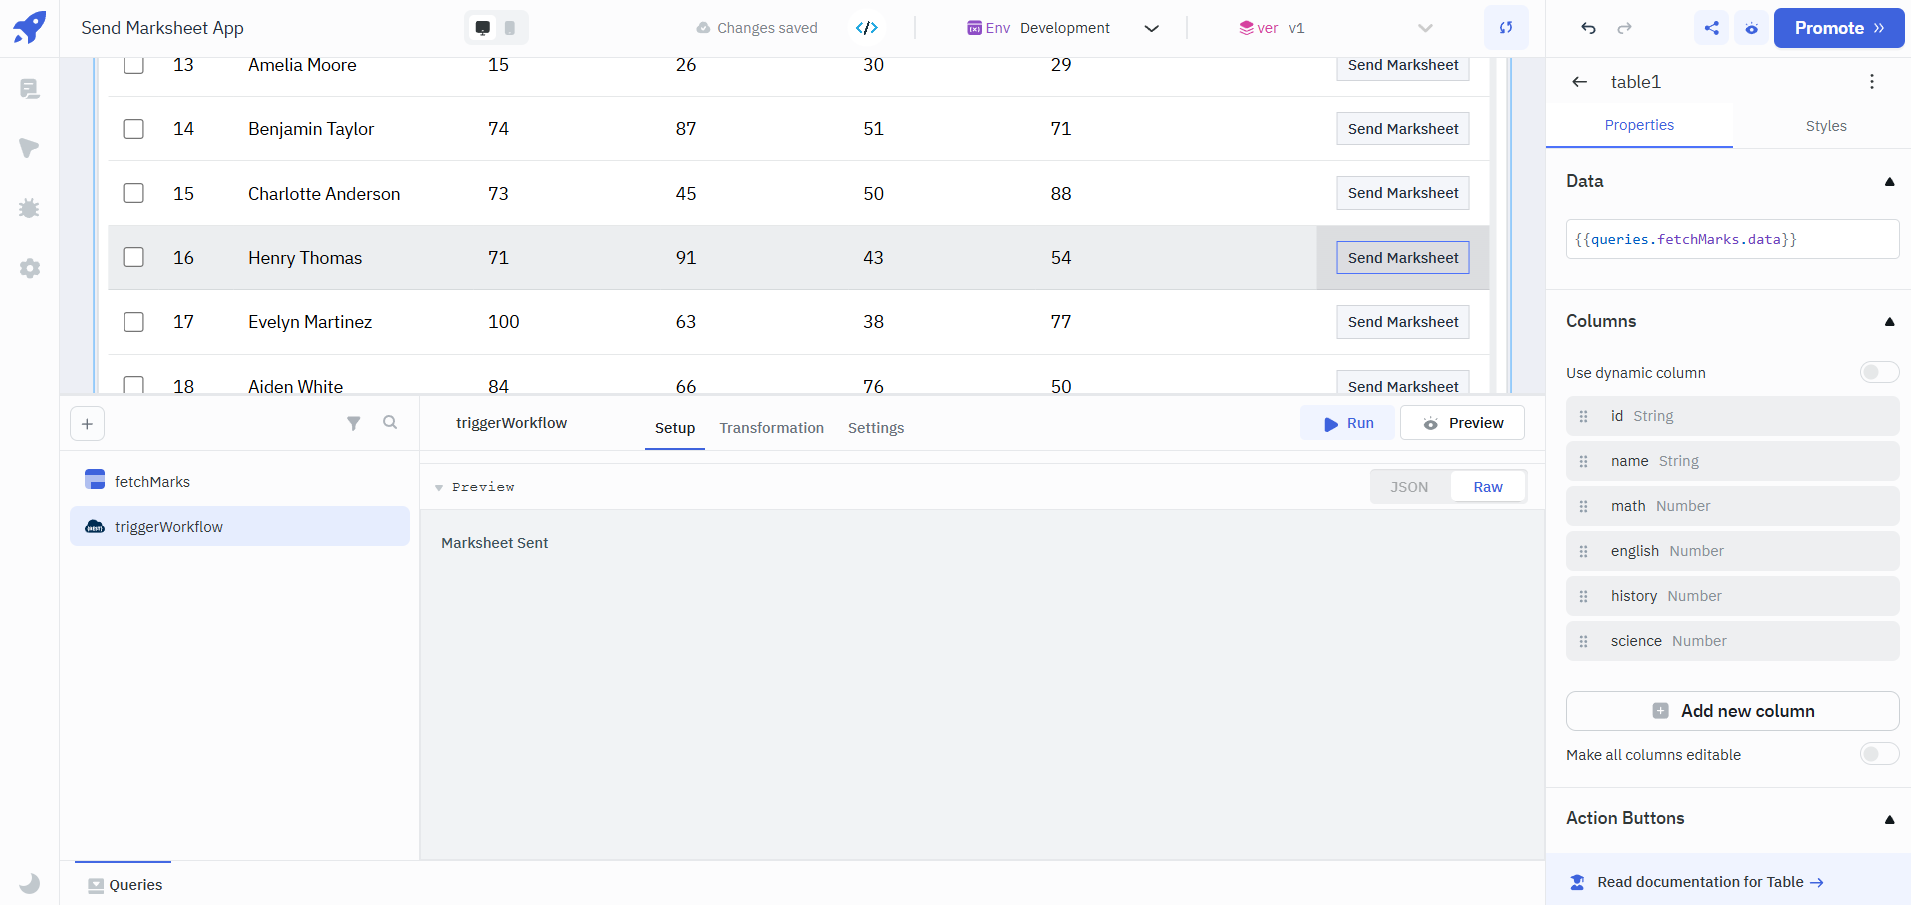 Send Marksheet App
Changes saved
Env Development
ver v1
Promote
13 Amelia Moore 15 26 30 29 Send Marksheet
14 Benjamin Taylor 74 87 51 71 Send Marksheet
15 Charlotte Anderson 73 45 50 88 Send Marksheet
16 Henry Thomas 71 91 43 54 Send Marksheet
17 Evelyn Martinez 100 63 38 77 Send Marksheet
18 Aiden White 84 66 76 50 Send Marksheet
fetchMarks
triggerWorkflow
triggerWorkflow Setup Transformation Settings Run Preview
Preview JSON Raw
Marksheet Sent
Queries
table1
Properties Styles
Data
{{queries.fetchMarks.data}}
Columns
Use dynamic column
id String
name String
math Number
english Number
history Number
science Number
Add new column
Make all columns editable
Action Buttons
Read documentation for Table →